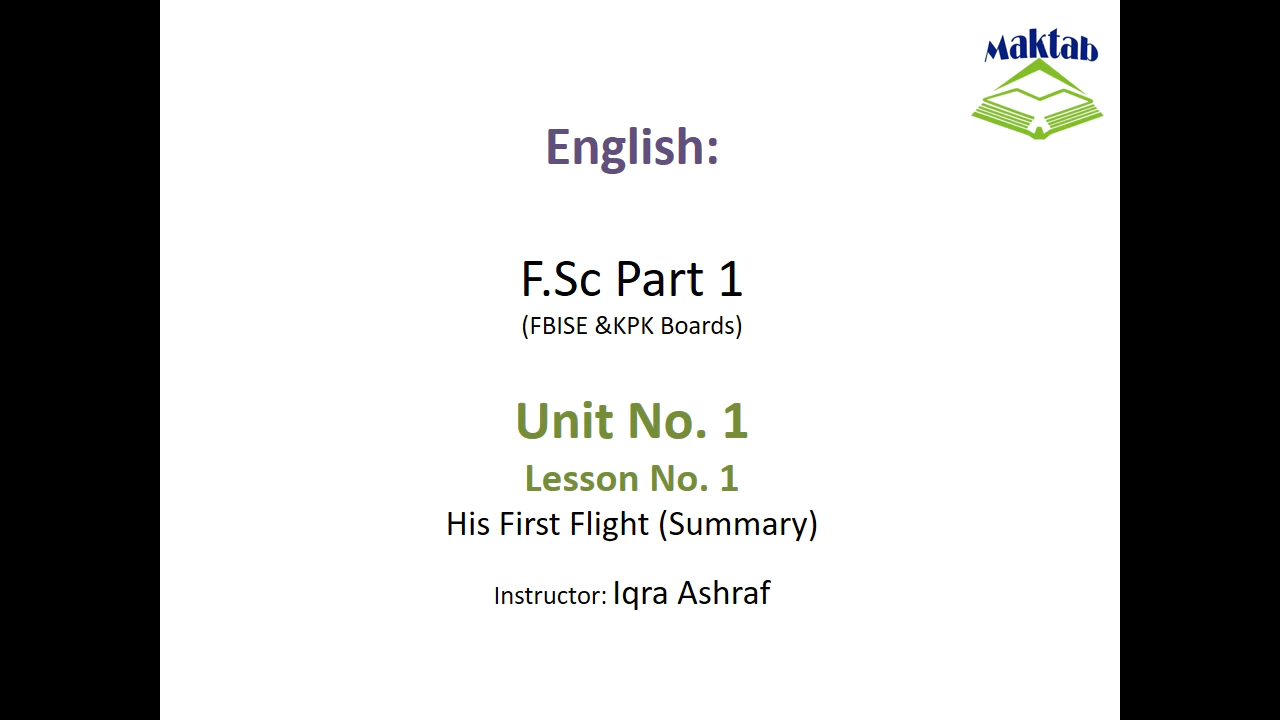 Maktab
English:
F.Sc Part 1
(FBISE &KPK Boards)
Unit No. 1
Lesson No. 1
His First Flight (Summary)
Instructor: Iqra Ashraf